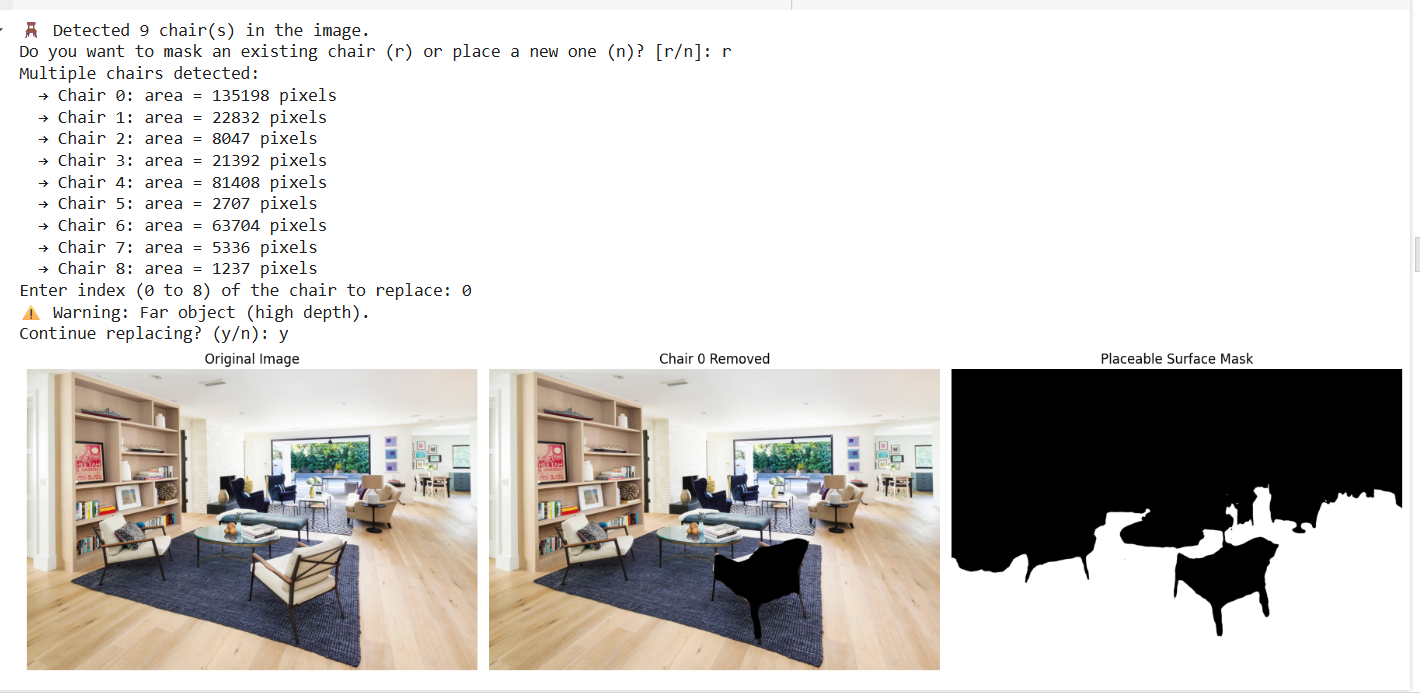 Detected 9 chair(s) in the image.
Do you want to mask an existing chair (r) or place a new one (n)? [r/n]: r
Multiple chairs detected:
→ Chair 0: area = 135198 pixels
→ Chair 1: area = 22832 pixels
→ Chair 2: area = 8047 pixels
→ Chair 3: area = 21392 pixels
→ Chair 4: area = 81408 pixels
→ Chair 5: area = 2707 pixels
→ Chair 6: area = 63704 pixels
→ Chair 7: area = 5336 pixels
→ Chair 8: area = 1237 pixels
Enter index (0 to 8) of the chair to replace: 0
⚠️ Warning: Far object (high depth).
Continue replacing? (y/n): y
Original Image
Chair 0 Removed
Placeable Surface Mask